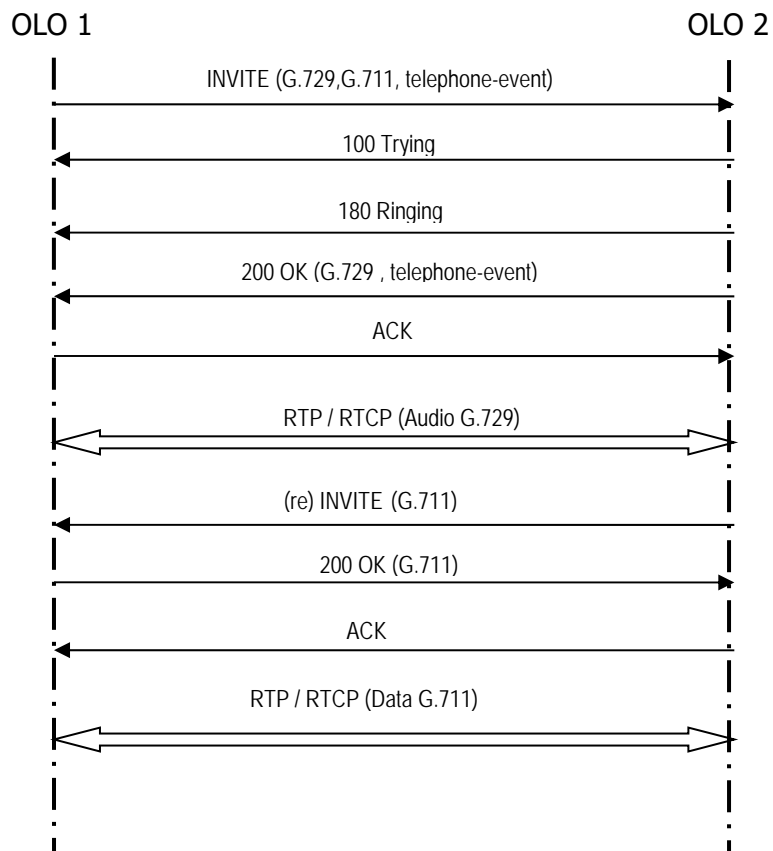 OLO 1
OLO 2
INVITE (G.729,G.711, telephone-event)
100 Trying
180 Ringing
200 OK (G.729 , telephone-event)
ACK
RTP / RTCP (Audio G.729)
(re) INVITE (G.711)
200 OK (G.711)
ACK
RTP / RTCP (Data G.711)